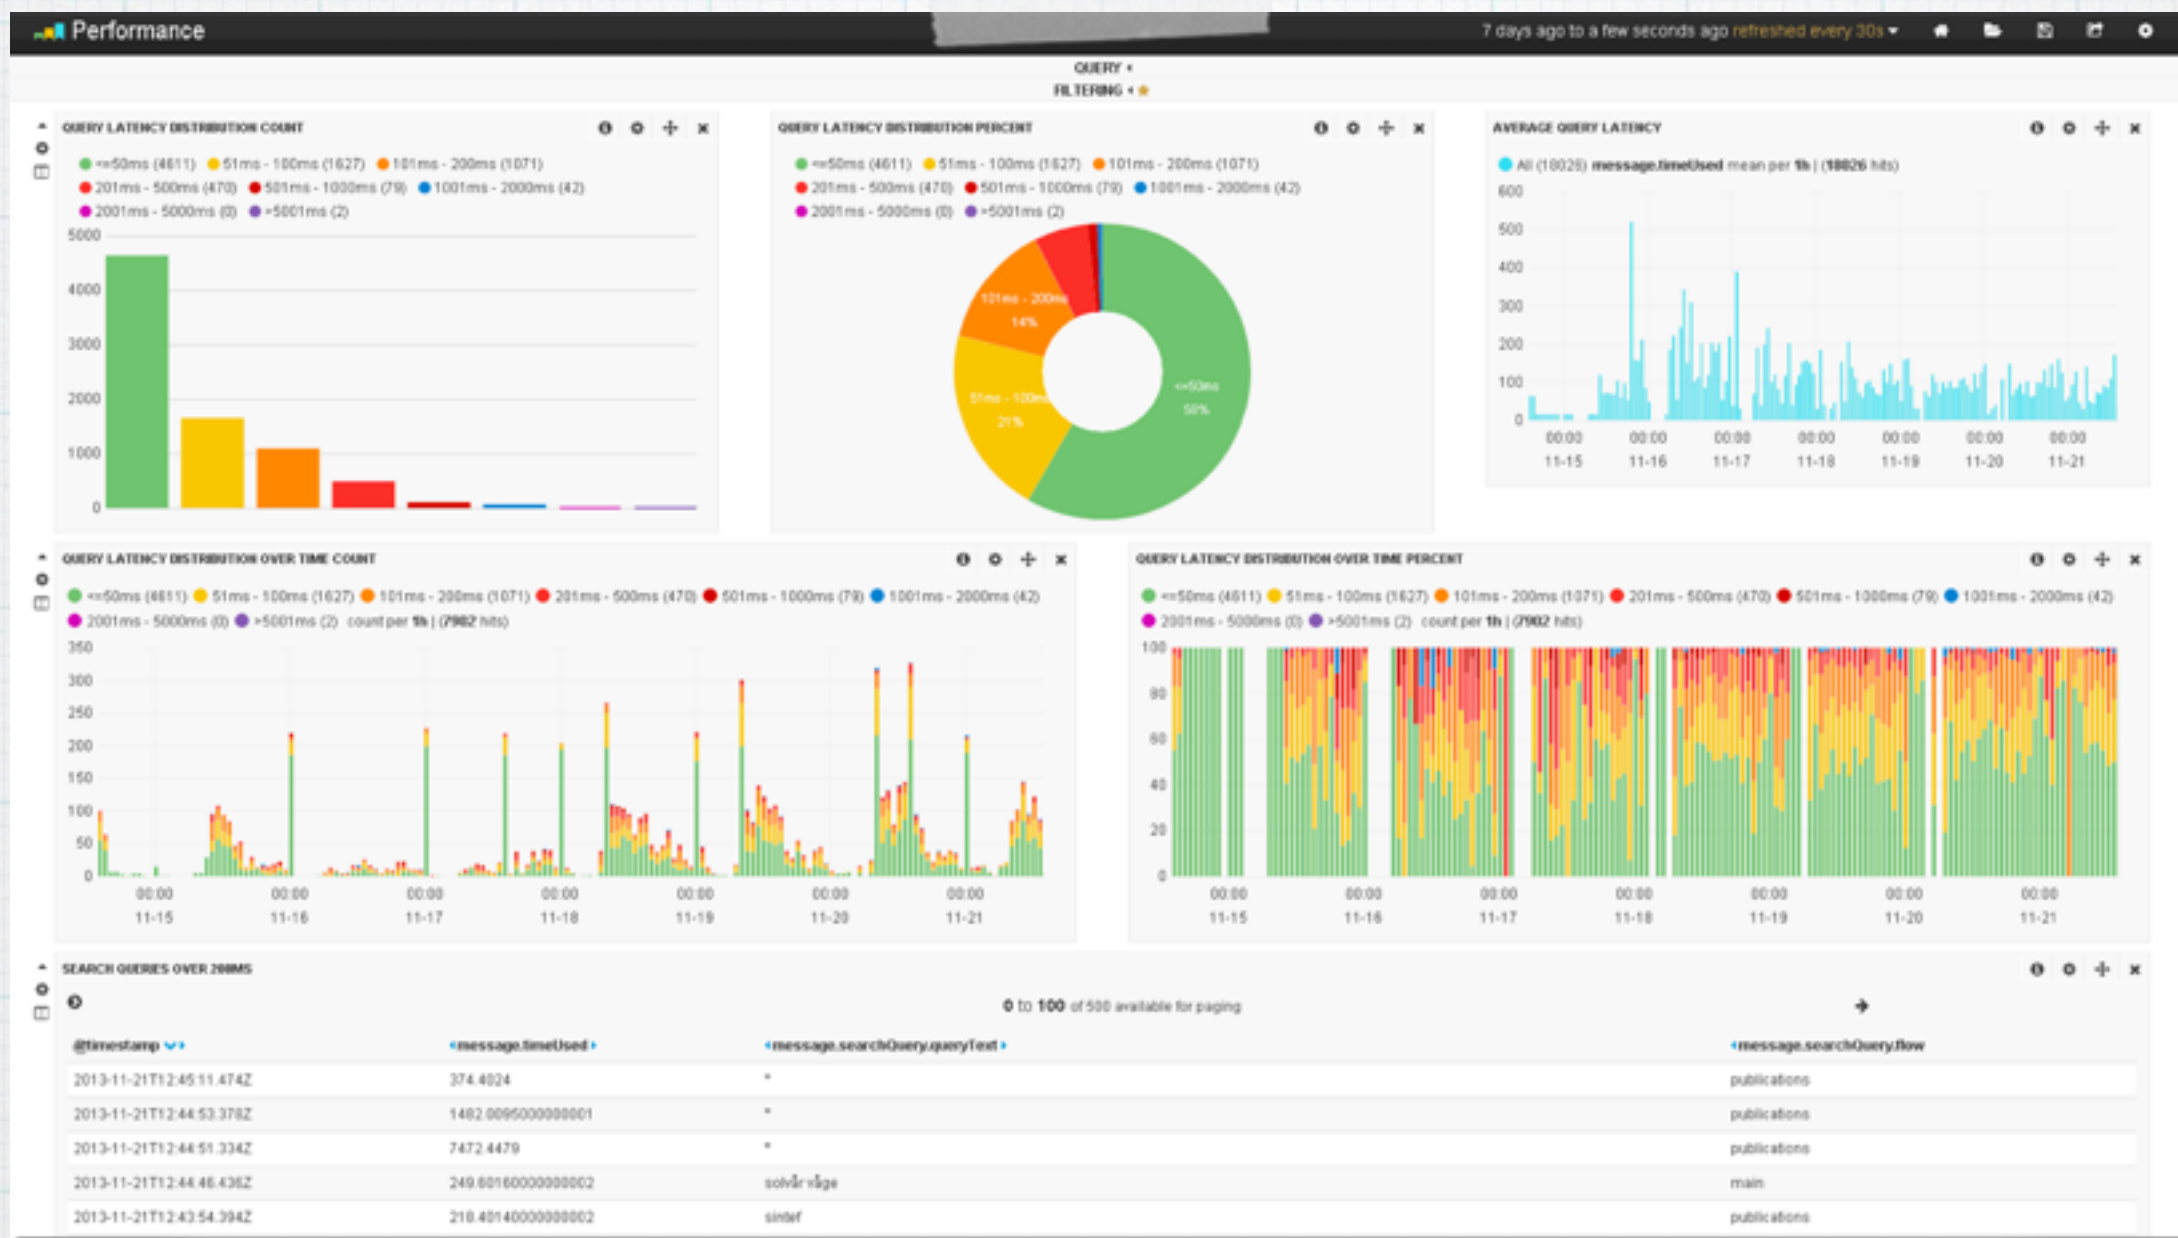 Performance
7 days ago to a few seconds ago refreshed every 30s
QUERY
FILTERING
QUERY LATENCY DISTRIBUTION COUNT
<=50ms (4611) 51ms - 100ms (1627) 101ms - 200ms (1071)
201ms - 500ms (470) 501ms - 1000ms (79) 1001ms - 2000ms (42)
2001ms - 5000ms (0) >5001ms (2)
5000
4000
3000
2000
1000
0
QUERY LATENCY DISTRIBUTION PERCENT
<=50ms (4611) 51ms - 100ms (1627) 101ms - 200ms (1071)
201ms - 500ms (470) 501ms - 1000ms (79) 1001ms - 2000ms (42)
2001ms - 5000ms (0) >5001ms (2)
101ms - 200ms
14%
51ms - 100ms
21%
<=50ms
58%
AVERAGE QUERY LATENCY
All (18026) message.timeUsed mean per 1h | (18026 hits)
600
500
400
300
200
100
0
00:00 00:00 00:00 00:00 00:00 00:00 00:00
11-15 11-16 11-17 11-18 11-19 11-20 11-21
QUERY LATENCY DISTRIBUTION OVER TIME COUNT
<=50ms (4611) 51ms - 100ms (1627) 101ms - 200ms (1071) 201ms - 500ms (470) 501ms - 1000ms (79) 1001ms - 2000ms (42)
2001ms - 5000ms (0) >5001ms (2) count per 1h | (7902 hits)
350
300
250
200
150
100
50
0
00:00 00:00 00:00 00:00 00:00 00:00 00:00
11-15 11-16 11-17 11-18 11-19 11-20 11-21
QUERY LATENCY DISTRIBUTION OVER TIME PERCENT
<=50ms (4611) 51ms - 100ms (1627) 101ms - 200ms (1071) 201ms - 500ms (470) 501ms - 1000ms (79) 1001ms - 2000ms (42)
2001ms - 5000ms (0) >5001ms (2) count per 1h | (7902 hits)
100
80
60
40
20
0
00:00 00:00 00:00 00:00 00:00 00:00 00:00
11-15 11-16 11-17 11-18 11-19 11-20 11-21
SEARCH QUERIES OVER 200MS
0 to 100 of 500 available for paging
@timestamp message.timeUsed message.searchQuery.queryText message.searchQuery.flow
2013-11-21T12:45:11.474Z 374.4024 * publications
2013-11-21T12:44:53.378Z 1482.0095000000001 * publications
2013-11-21T12:44:51.334Z 7472.4479 * publications
2013-11-21T12:44:46.436Z 249.60160000000002 solvår våge main
2013-11-21T12:43:54.394Z 218.40140000000002 sintef publications